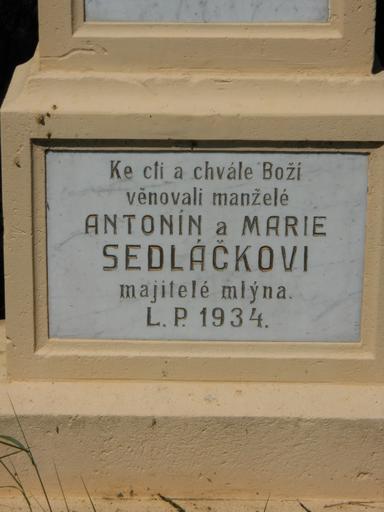 Ke cti a chvále Boží
věnovali manželé
ANTONÍN a MARIE
SEDLÁČKOVI
majitelé mlýna.
L. P. 1934.